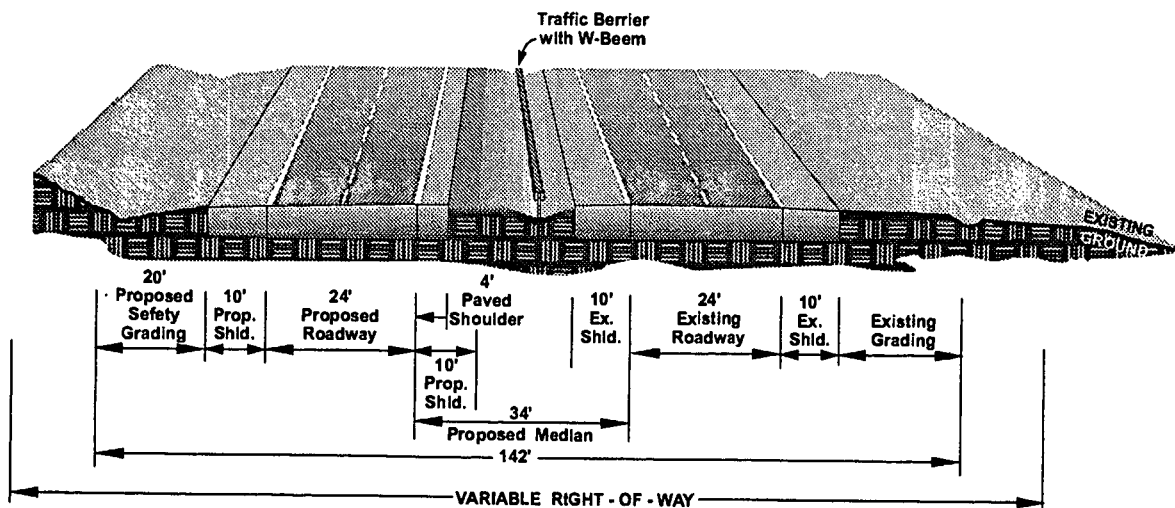 Traffic Berrier
with W-Beem
EXISTING
GROUND
20'
Proposed
Sefety
Grading
10'
Prop.
Shld.
24'
Proposed
Roadway
4'
Paved
Shoulder
10'
Prop.
Shld.
10'
Ex.
Shld.
24'
Existing
Roadway
10'
Ex.
Shld.
Existing
Grading
34'
Proposed Median
142'
VARIABLE RIGHT - OF - WAY